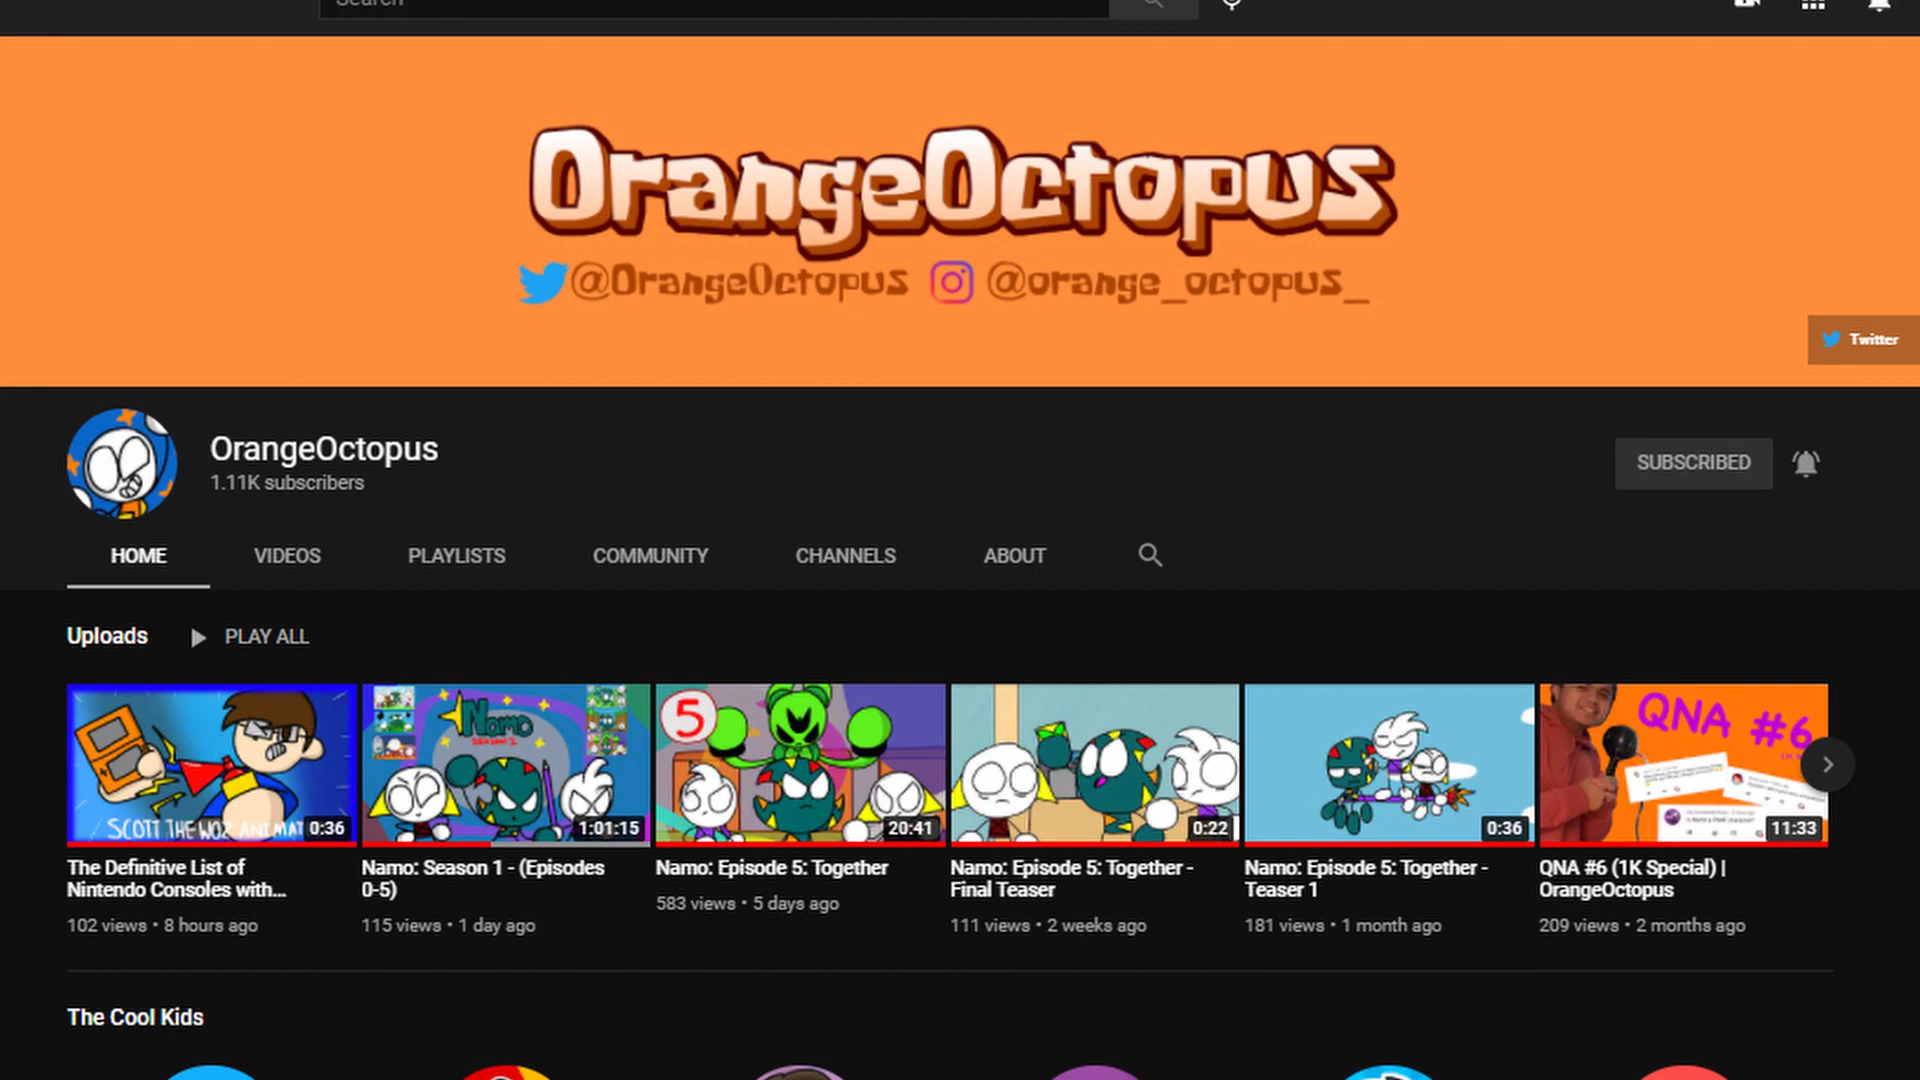 Search
OrangeOctopus
@OrangeOctopus @orange_octopus_
Twitter
OrangeOctopus
1.11K subscribers
SUBSCRIBED
HOME VIDEOS PLAYLISTS COMMUNITY CHANNELS ABOUT
Uploads PLAY ALL
SCOTT THE WOZ ANIMAT
0:36
Namo
SEASON 1
1:01:15
5
20:41
0:22
0:36
QNA #6
11:33
The Definitive List of
Nintendo Consoles with...
102 views • 8 hours ago
Namo: Season 1 - (Episodes
0-5)
115 views • 1 day ago
Namo: Episode 5: Together
583 views • 5 days ago
Namo: Episode 5: Together -
Final Teaser
111 views • 2 weeks ago
Namo: Episode 5: Together -
Teaser 1
181 views • 1 month ago
QNA #6 (1K Special) |
OrangeOctopus
209 views • 2 months ago
The Cool Kids